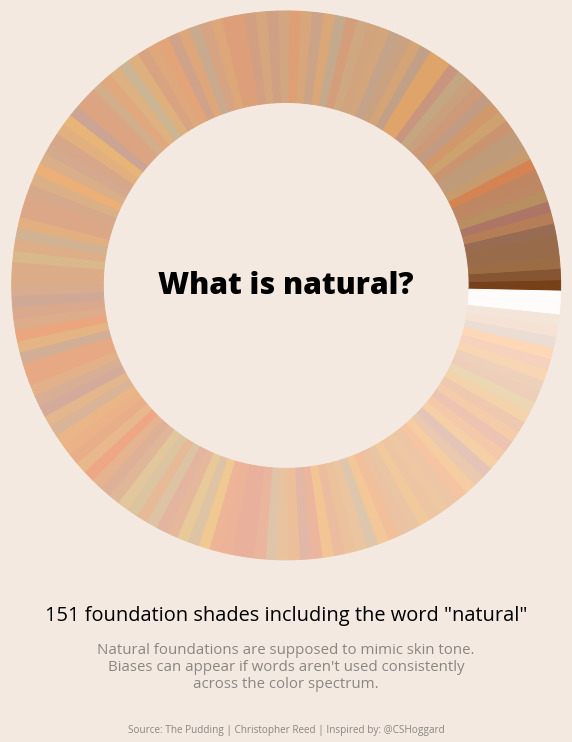 What is natural?
151 foundation shades including the word "natural"
Natural foundations are supposed to mimic skin tone.
Biases can appear if words aren't used consistently
across the color spectrum.
Source: The Pudding | Christopher Reed | Inspired by: @CSHoggard